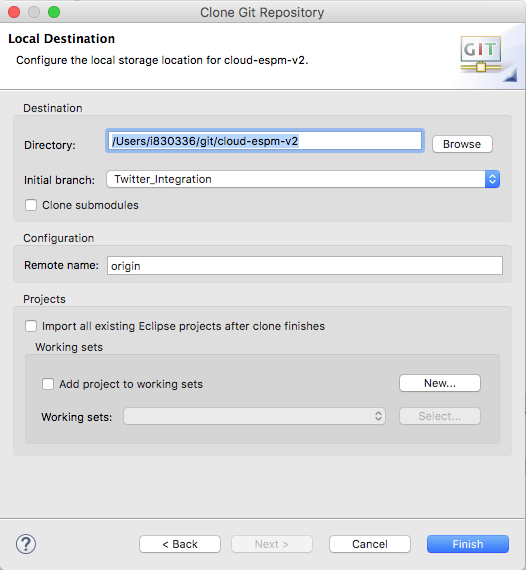 Clone Git Repository
Local Destination
Configure the local storage location for cloud-espm-v2.
GIT
Destination
Directory: /Users/i830336/git/cloud-espm-v2 Browse
Initial branch: Twitter_Integration
Clone submodules
Configuration
Remote name: origin
Projects
Import all existing Eclipse projects after clone finishes
Working sets
Add project to working sets New...
Working sets: Select...
? < Back Next > Cancel Finish